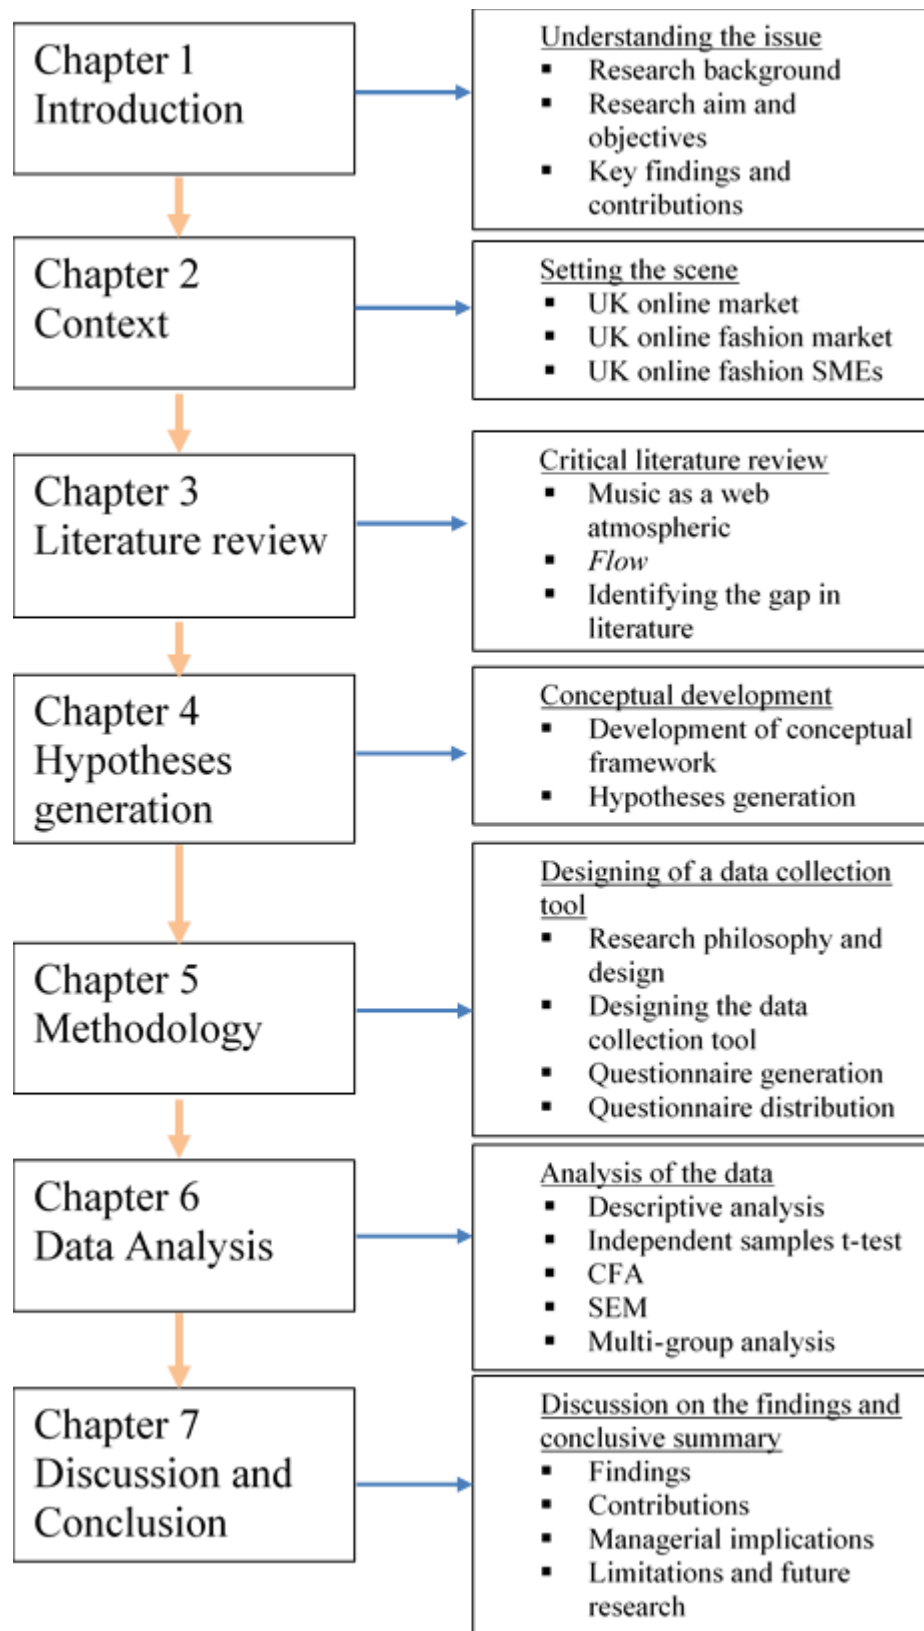 Chapter 1
Introduction
Understanding the issue
▪ Research background
▪ Research aim and
objectives
▪ Key findings and
contributions
Chapter 2
Context
Setting the scene
▪ UK online market
▪ UK online fashion market
▪ UK online fashion SMEs
Chapter 3
Literature review
Critical literature review
▪ Music as a web
atmospheric
▪ Flow
▪ Identifying the gap in
literature
Chapter 4
Hypotheses
generation
Conceptual development
▪ Development of conceptual
framework
▪ Hypotheses generation
Chapter 5
Methodology
Designing of a data collection
tool
▪ Research philosophy and
design
▪ Designing the data
collection tool
▪ Questionnaire generation
▪ Questionnaire distribution
Chapter 6
Data Analysis
Analysis of the data
▪ Descriptive analysis
▪ Independent samples t-test
▪ CFA
▪ SEM
▪ Multi-group analysis
Chapter 7
Discussion and
Conclusion
Discussion on the findings and
conclusive summary
▪ Findings
▪ Contributions
▪ Managerial implications
▪ Limitations and future
research